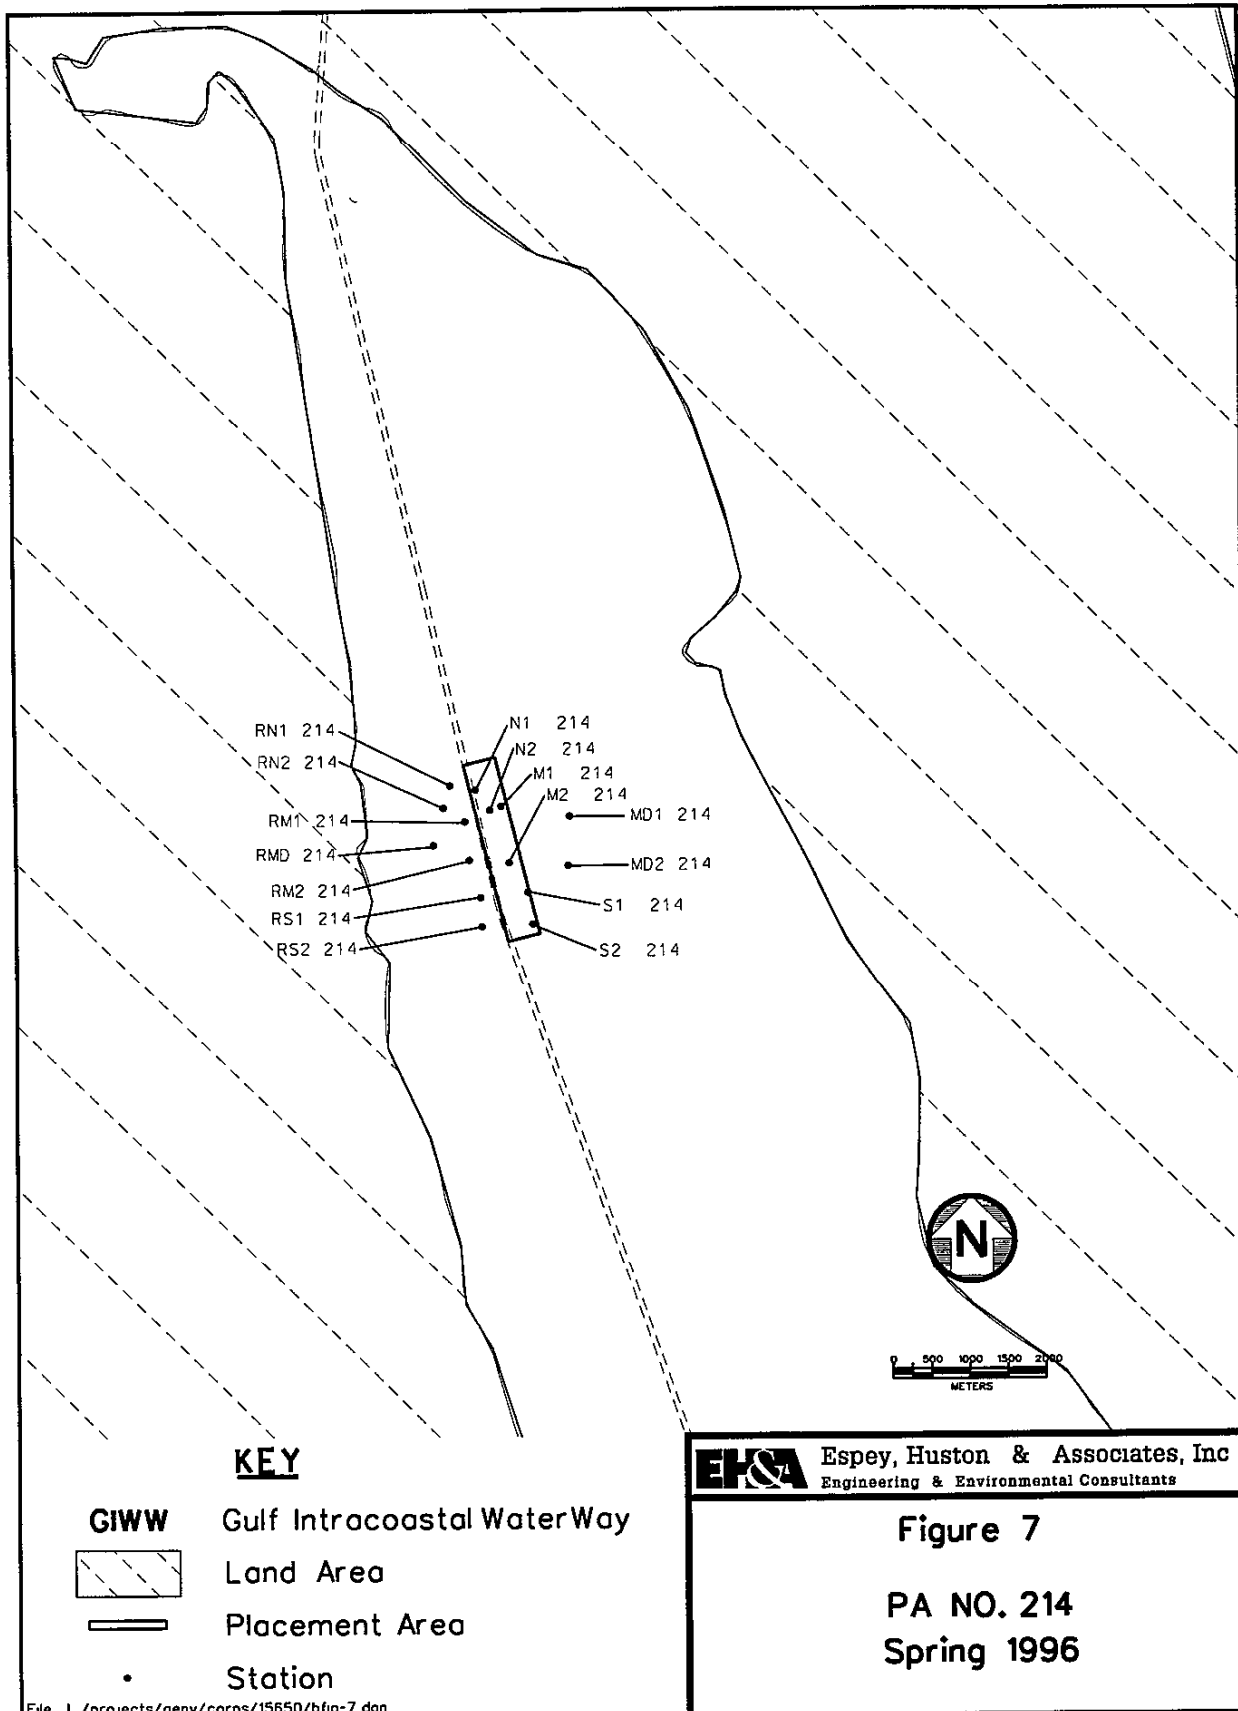 N1 214
RN1 214
N2 214
RN2 214
M1 214
M2 214
RM1 214
MD1 214
RMD 214
MD2 214
RM2 214
S1 214
RS1 214
RS2 214
S2 214
N
0 500 1000 1500 2000
METERS
KEY
GIWW Gulf Intracoastal WaterWay
Land Area
Placement Area
Station
EH&A Espey, Huston & Associates, Inc
Engineering & Environmental Consultants
Figure 7
PA NO. 214
Spring 1996